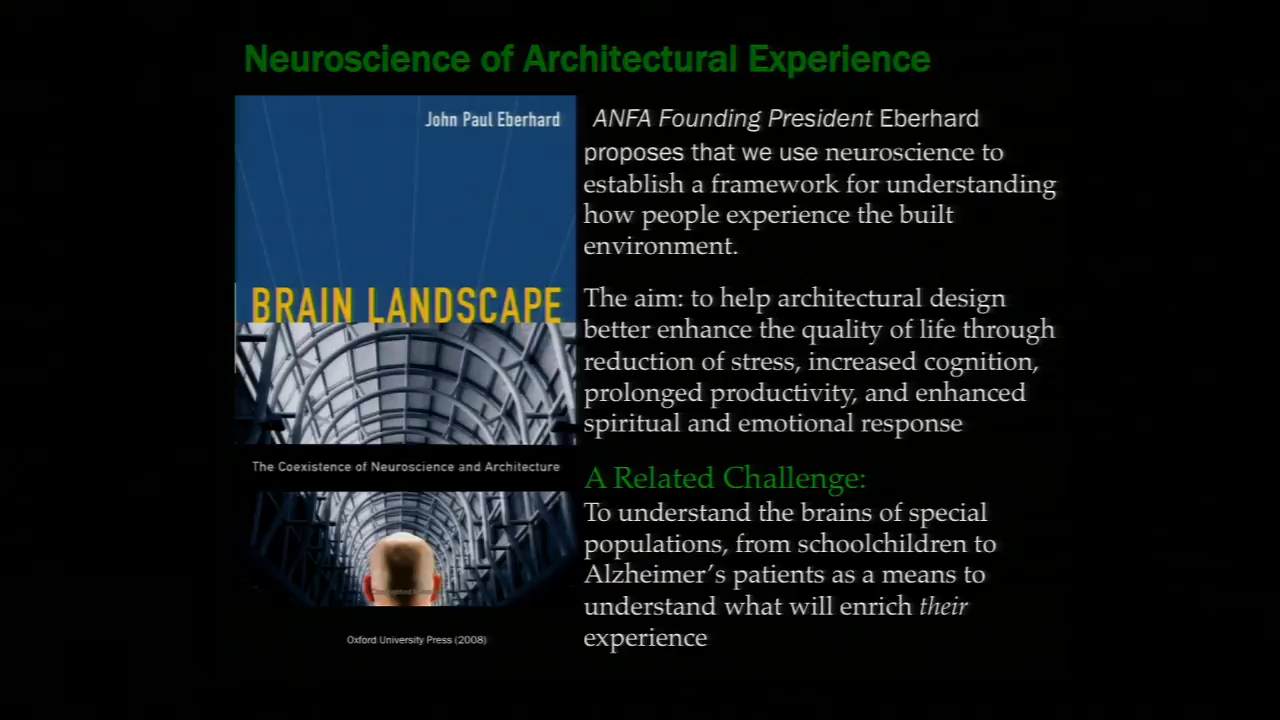 Neuroscience of Architectural Experience
John Paul Eberhard
BRAIN LANDSCAPE
The Coexistence of Neuroscience and Architecture
Oxford University Press (2008)
ANFA Founding President Eberhard
proposes that we use neuroscience to
establish a framework for understanding
how people experience the built
environment.
The aim: to help architectural design
better enhance the quality of life through
reduction of stress, increased cognition,
prolonged productivity, and enhanced
spiritual and emotional response
A Related Challenge:
To understand the brains of special
populations, from schoolchildren to
Alzheimer's patients as a means to
understand what will enrich their
experience